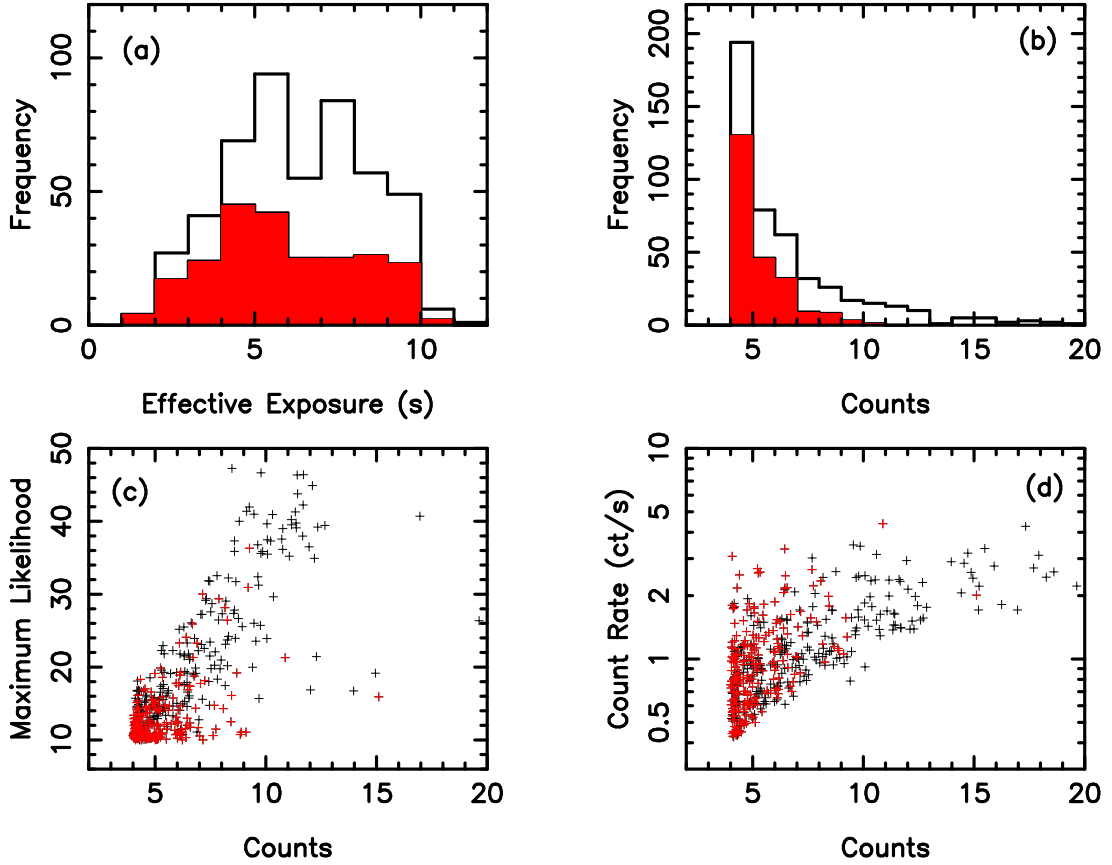 (a)
100
50
0
Frequency
0 5 10
Effective Exposure (s)
(b)
200
150
100
50
0
Frequency
5 10 15 20
Counts
(c)
50
40
30
20
10
Maximum Likelihood
5 10 15 20
Counts
(d)
10
5
2
1
0.5
Count Rate (ct/s)
5 10 15 20
Counts